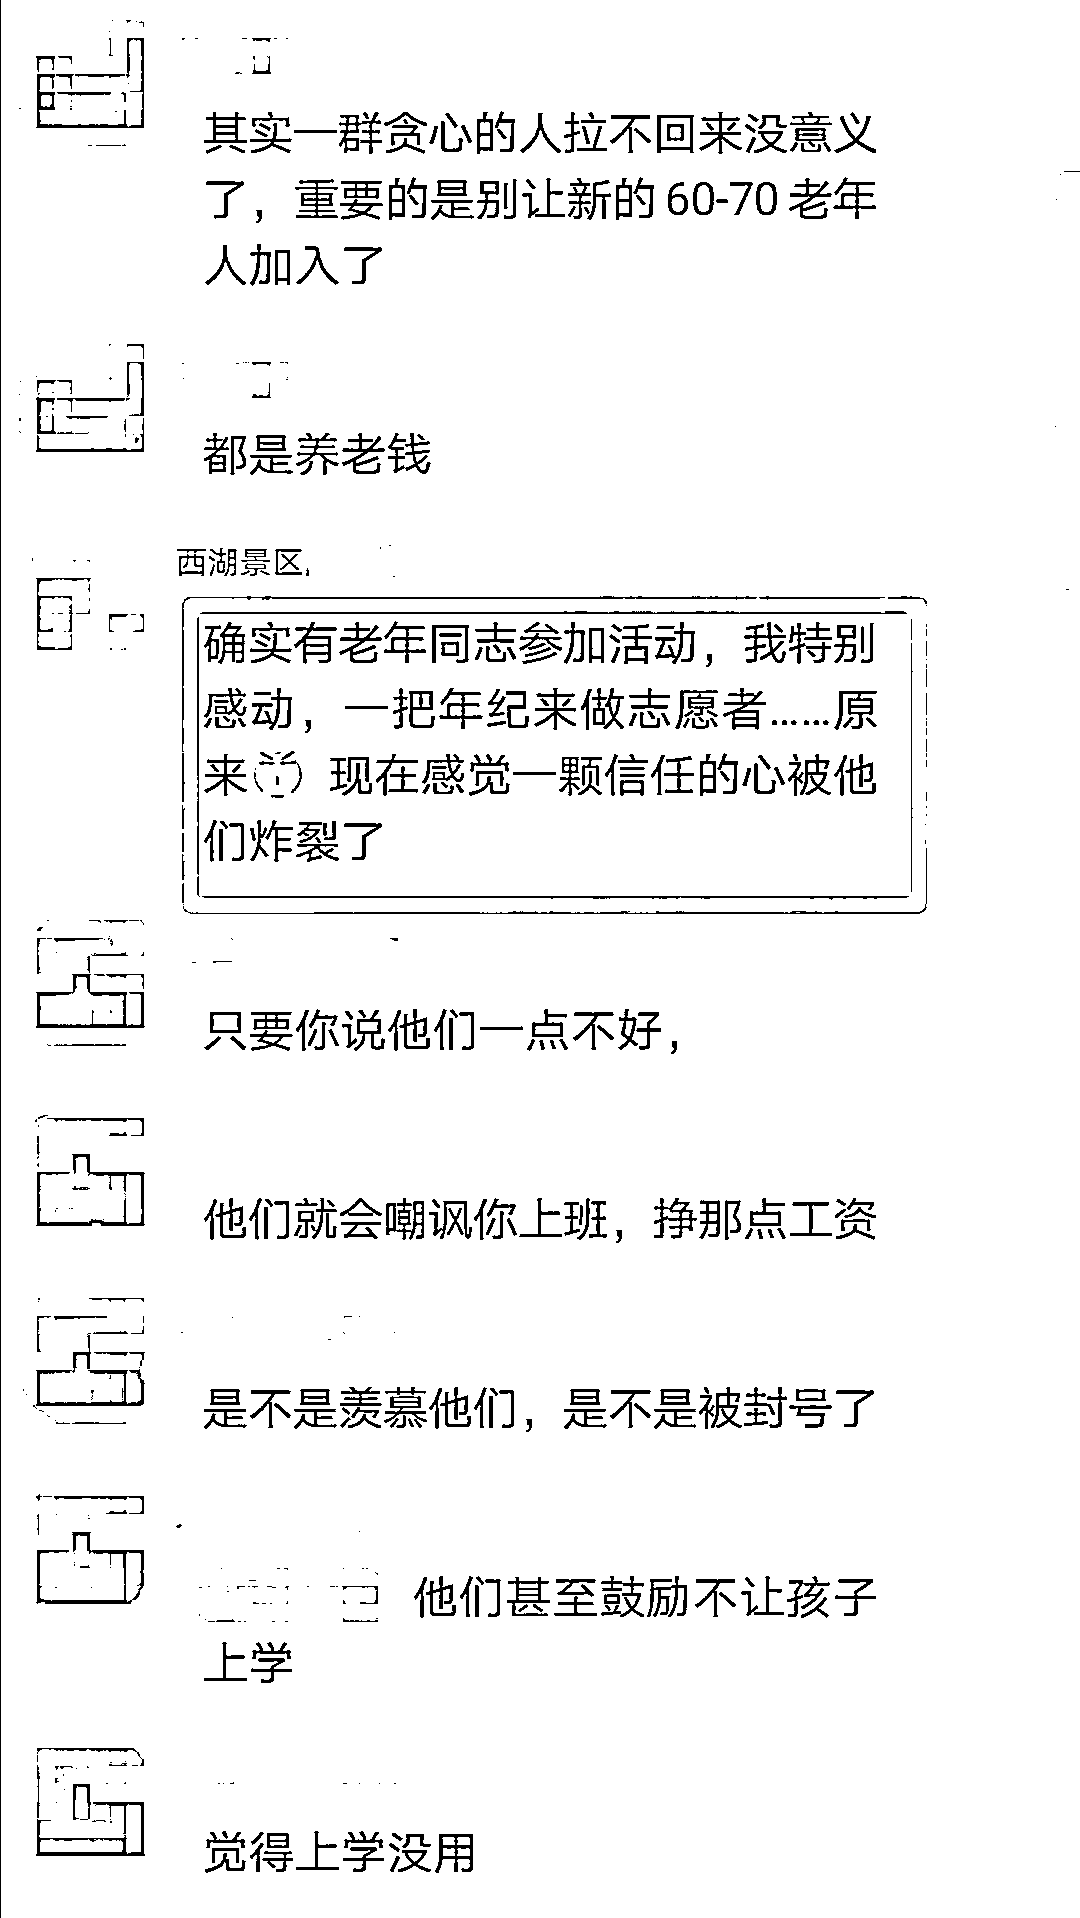 其实一群贪心的人拉不回来没意义
了，重要的是别让新的 60-70 老年
人加入了
都是养老钱
西湖景区,
确实有老年同志参加活动，我特别
感动，一把年纪来做志愿者……原
来 现在感觉一颗信任的心被他
们炸裂了
只要你说他们一点不好，
他们就会嘲讽你上班，挣那点工资
是不是羡慕他们，是不是被封号了
他们甚至鼓励不让孩子
上学
觉得上学没用